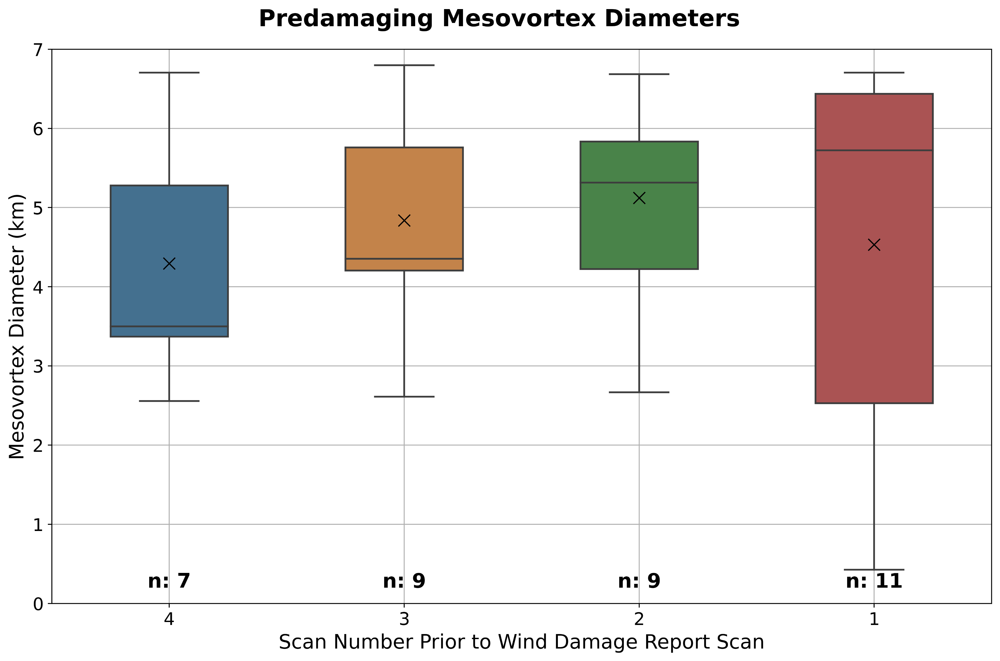 Predamaging Mesovortex Diameters
Mesovortex Diameter (km)
7
6
5
4
3
2
1
0
n: 7
n: 9
n: 9
n: 11
4
3
2
1
Scan Number Prior to Wind Damage Report Scan